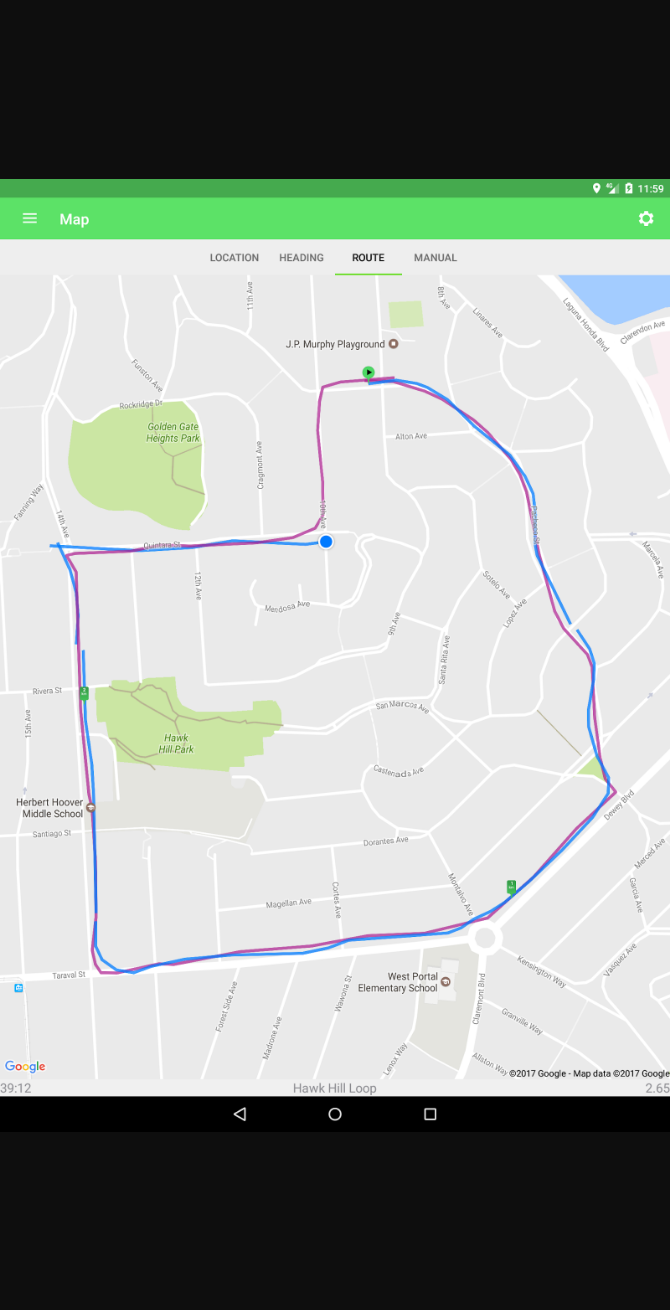 4G
11:59
Map
LOCATION
HEADING
ROUTE
MANUAL
11th Ave
8th Ave
Linares Ave
Laguna Honda Blvd
Clarendon Ave
J.P. Murphy Playground
Funston Ave
Rockridge Dr
Golden Gate
Heights Park
Alton Ave
Cragmont Ave
Fanning Way
14th Ave
10th Ave
Pacheco St
Quintara St
Marcela Ave
12th Ave
Mendosa Ave
9th Ave
Sotelo Ave
Lopez Ave
Santa Rita Ave
Rivera St
15th Ave
San Marcos Ave
Hawk
Hill Park
Castenada Ave
Herbert Hoover
Middle School
Dewey Blvd
Santiago St
Dorantes Ave
Merced Ave
Montalvo Ave
Garcia Ave
Magellan Ave
Cortes Ave
Taraval St
West Portal
Elementary School
Kensington Way
Vasquez Ave
Forest Side Ave
Wawona St
Claremont Blvd
Madrone Ave
Granville Way
Lenox Way
Allston Way
Google
©2017 Google - Map data ©2017 Google
39:12
Hawk Hill Loop
2.65